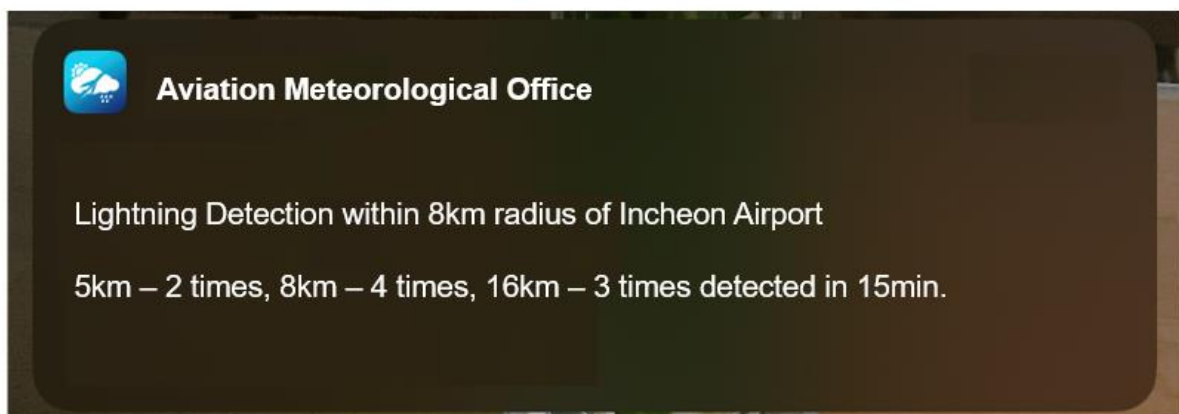 Aviation Meteorological Office
Lightning Detection within 8km radius of Incheon Airport
5km – 2 times, 8km – 4 times, 16km – 3 times detected in 15min.